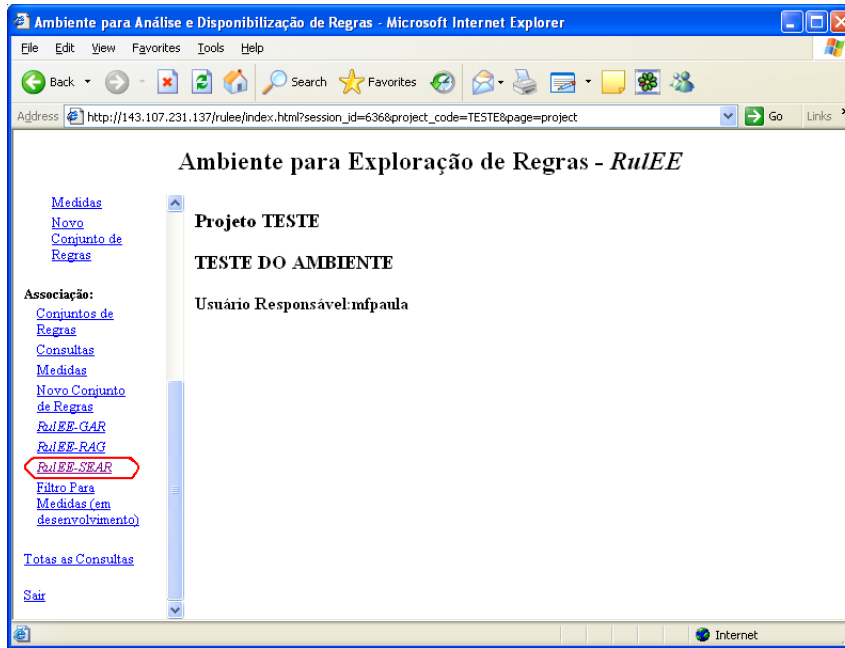 Ambiente para Análise e Disponibilização de Regras - Microsoft Internet Explorer
File Edit View Favorites Tools Help
Back Search Favorites
Address http://143.107.231.137/rulee/index.html?session_id=636&project_code=TESTE&page=project Go Links
Ambiente para Exploração de Regras - RulEE
Medidas
Novo
Conjunto de
Regras
Associação:
Conjuntos de
Regras
Consultas
Medidas
Novo Conjunto
de Regras
RulEE-GAR
RulEE-RAG
RulEE-SEAR
Filtro Para
Medidas (em
desenvolvimento)
Totas as Consultas
Sair
Projeto TESTE
TESTE DO AMBIENTE
Usuário Responsável:mfpaula
Internet